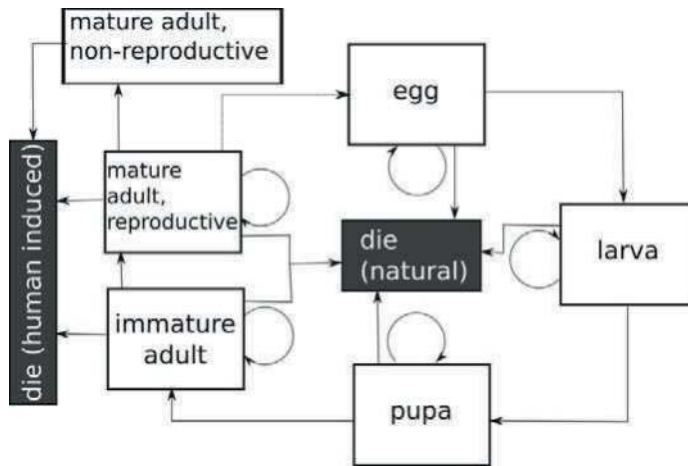 mature adult,
non-reproductive
egg
mature
adult,
reproductive
die (human induced)
die
(natural)
larva
immature
adult
pupa